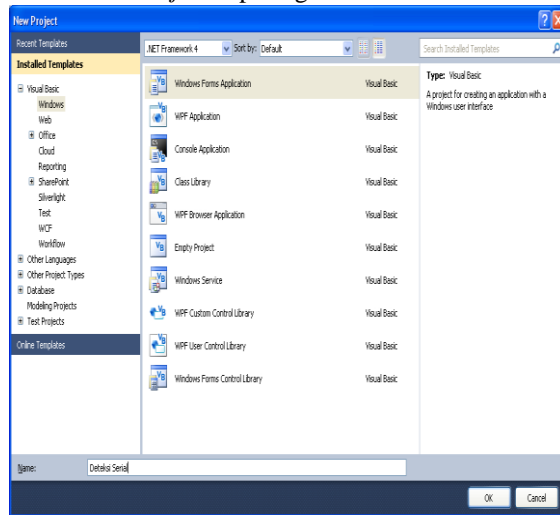 New Project
Recent Templates
.NET Framework 4
Sort by: Default
Search Installed Templates
Installed Templates
Visual Basic
Windows
Web
Office
Cloud
Reporting
SharePoint
Silverlight
Test
WCF
Workflow
Other Languages
Other Project Types
Database
Modeling Projects
Test Projects
Online Templates
Windows Forms Application Visual Basic
WPF Application Visual Basic
Console Application Visual Basic
Class Library Visual Basic
WPF Browser Application Visual Basic
Empty Project Visual Basic
Windows Service Visual Basic
WPF Custom Control Library Visual Basic
WPF User Control Library Visual Basic
Windows Forms Control Library Visual Basic
Type: Visual Basic
A project for creating an application with a
Windows user interface
Name: Deteksi Serial
OK Cancel